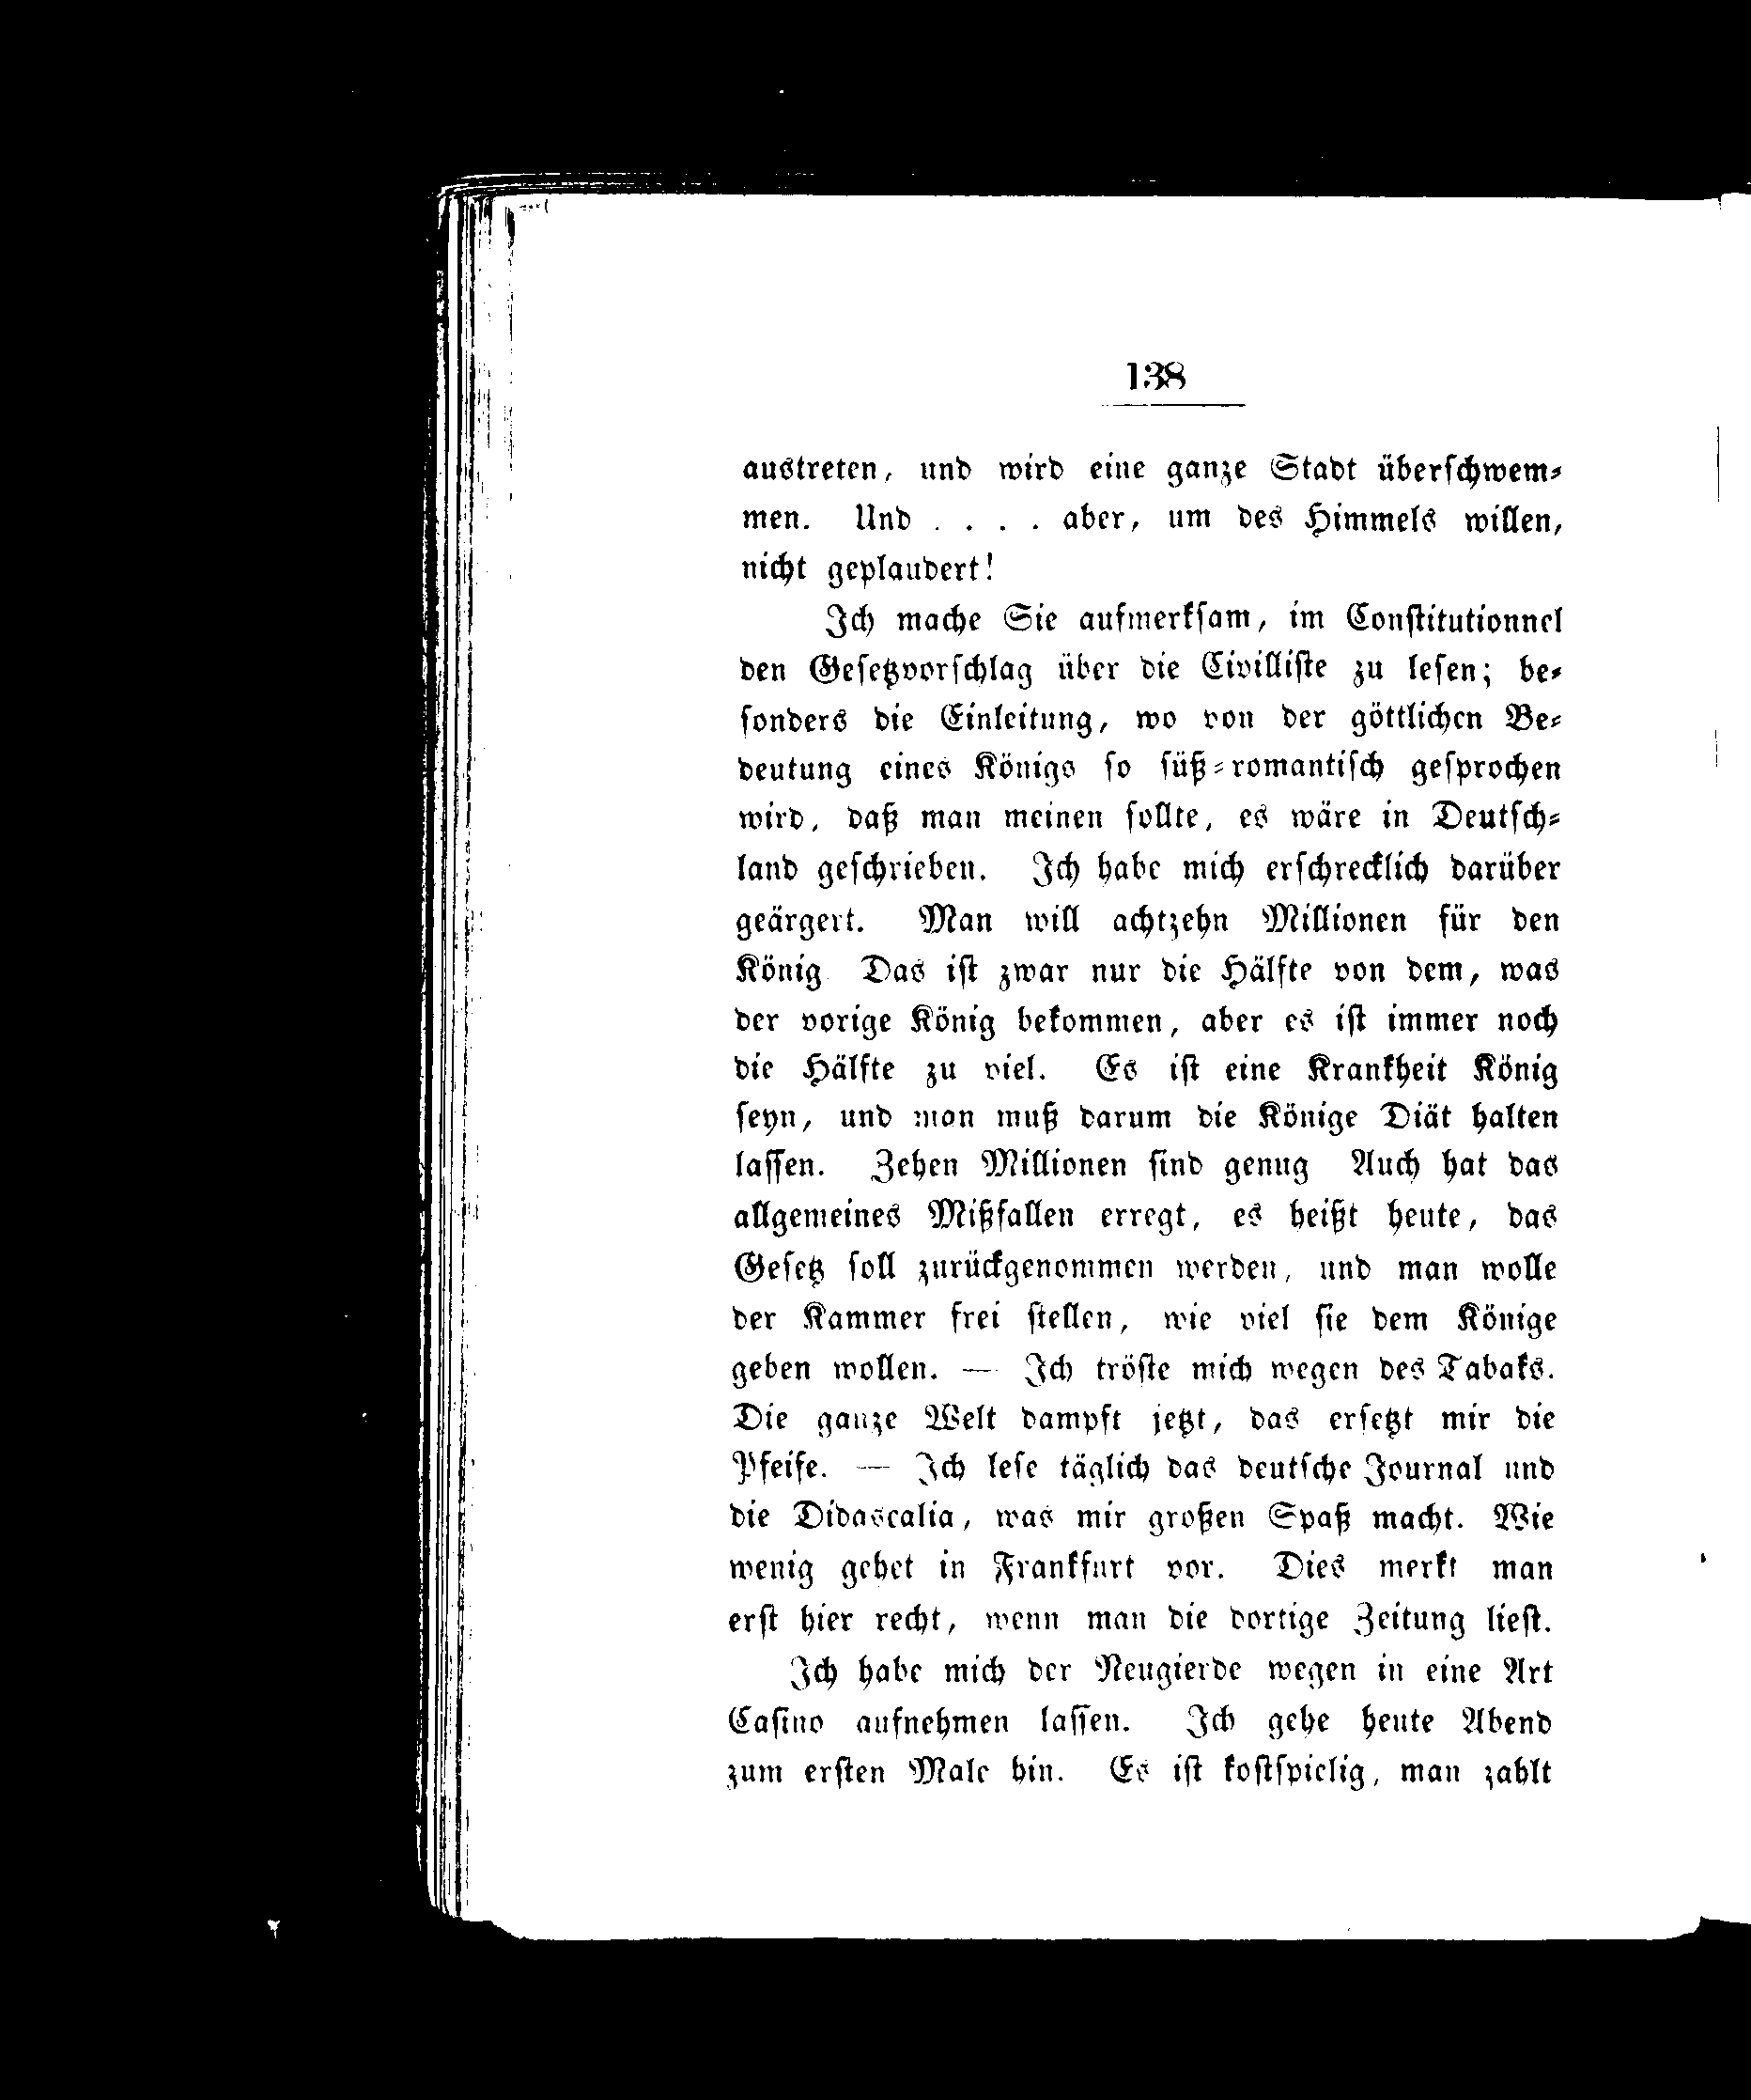 138
austreten, und wird eine ganze Stadt überschwem-
men. Und . . . . aber, um des Himmels willen,
nicht geplaudert!
Ich mache Sie aufmerksam, im Constitutionnel
den Gesetzvorschlag über die Civilliste zu lesen; be-
sonders die Einleitung, wo von der göttlichen Be-
deutung eines Königs so süß-romantisch gesprochen
wird, daß man meinen sollte, es wäre in Deutsch-
land geschrieben. Ich habe mich erschrecklich darüber
geärgert. Man will achtzehn Millionen für den
König Das ist zwar nur die Hälfte von dem, was
der vorige König bekommen, aber es ist immer noch
die Hälfte zu viel. Es ist eine Krankheit König
seyn, und man muß darum die Könige Diät halten
lassen. Zehen Millionen sind genug Auch hat das
allgemeines Mißfallen erregt, es heißt heute, das
Gesetz soll zurückgenommen werden, und man wolle
der Kammer frei stellen, wie viel sie dem Könige
geben wollen. — Ich tröste mich wegen des Tabaks.
Die ganze Welt dampft jetzt, das ersetzt mir die
Pfeife. — Ich lese täglich das deutsche Journal und
die Didascalia, was mir großen Spaß macht. Wie
wenig gehet in Frankfurt vor. Dies merkt man
erst hier recht, wenn man die dortige Zeitung liest.
Ich habe mich der Neugierde wegen in eine Art
Casino aufnehmen lassen. Ich gehe heute Abend
zum ersten Male hin. Es ist kostspielig, man zahlt